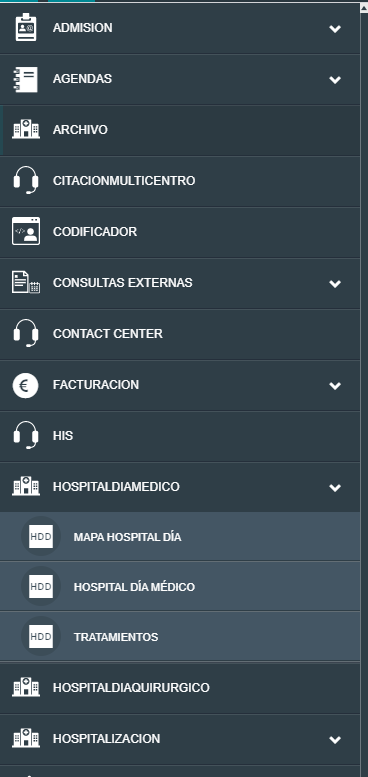 ADMISION
AGENDAS
ARCHIVO
CITACIONMULTICENTRO
CODIFICADOR
CONSULTAS EXTERNAS
CONTACT CENTER
€ FACTURACION
HIS
HOSPITALDIAMEDICO
HDD MAPA HOSPITAL DÍA
HDD HOSPITAL DÍA MÉDICO
HDD TRATAMIENTOS
HOSPITALDIAQUIRURGICO
HOSPITALIZACION